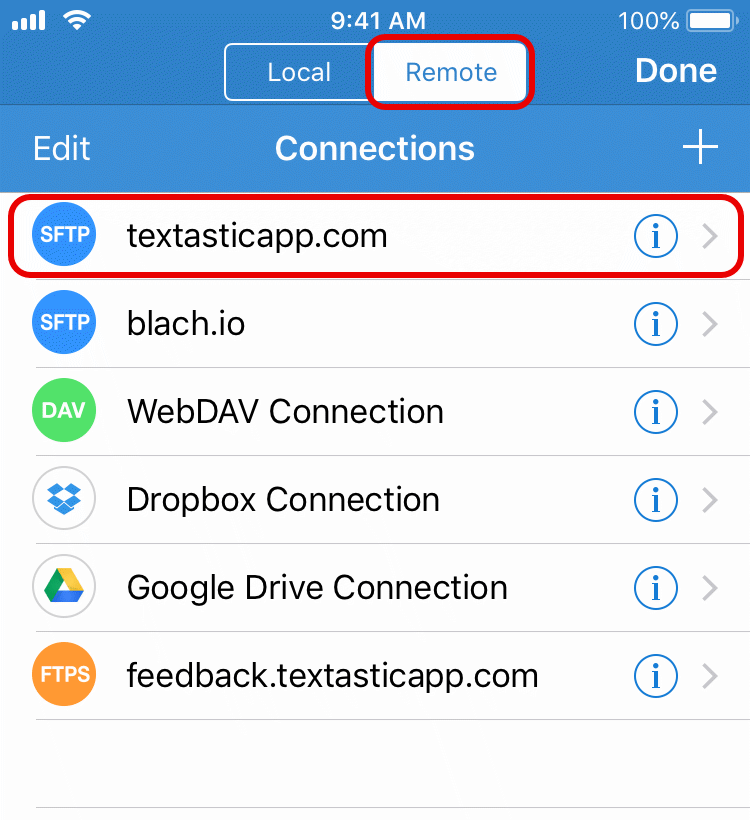 9:41 AM 100%
Local Remote Done
Edit Connections
SFTP textasticapp.com
SFTP blach.io
DAV WebDAV Connection
Dropbox Connection
Google Drive Connection
FTPS feedback.textasticapp.com